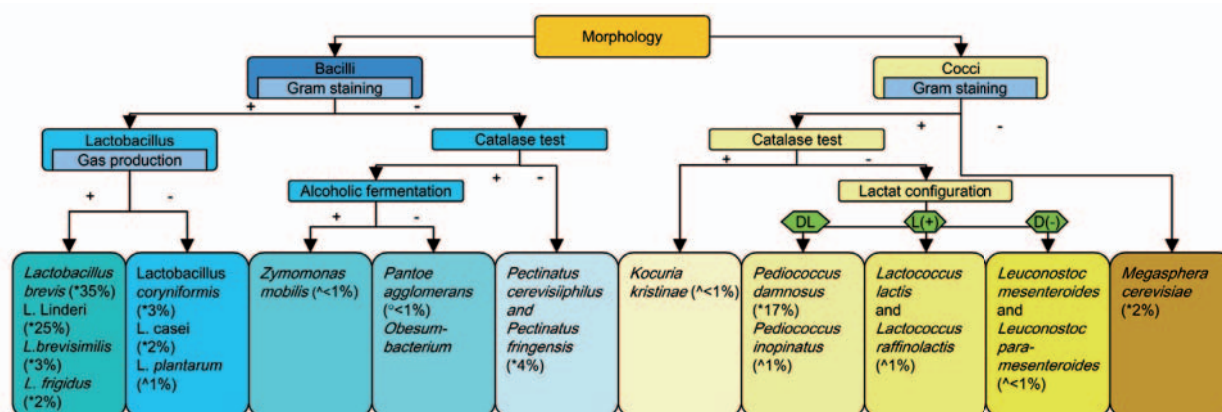 Morphology
Bacilli
Gram staining
Cocci
Gram staining
+
-
+
-
Lactobacillus
Gas production
Catalase test
Catalase test
+
-
+
-
+
-
Alcoholic fermentation
Lactat configuration
+
-
DL
L(+)
D(-)
Lactobacillus
brevis (*35%)
L. Linderi
(*25%)
L.brevisimilis
(*3%)
L. frigidus
(*2%)
Lactobacillus
coryniformis
(*3%)
L. casei
(*2%)
L. plantarum
(^1%)
Zymomonas
mobilis (^<1%)
Pantoe
agglomerans
(°<1%)
Obesum-
bacterium
Pectinatus
cerevisiiphilus
and
Pectinatus
fringensis
(*4%)
Kocuria
kristinae (^<1%)
Pediococcus
damnosus
(*17%)
Pediococcus
inopinatus
(^1%)
Lactococcus
lactis
and
Lactococcus
raffinolactis
(^1%)
Leuconostoc
mesenteroides
and
Leuconostoc
para-
mesenteroides
(^<1%)
Megasphera
cerevisiae
(*2%)